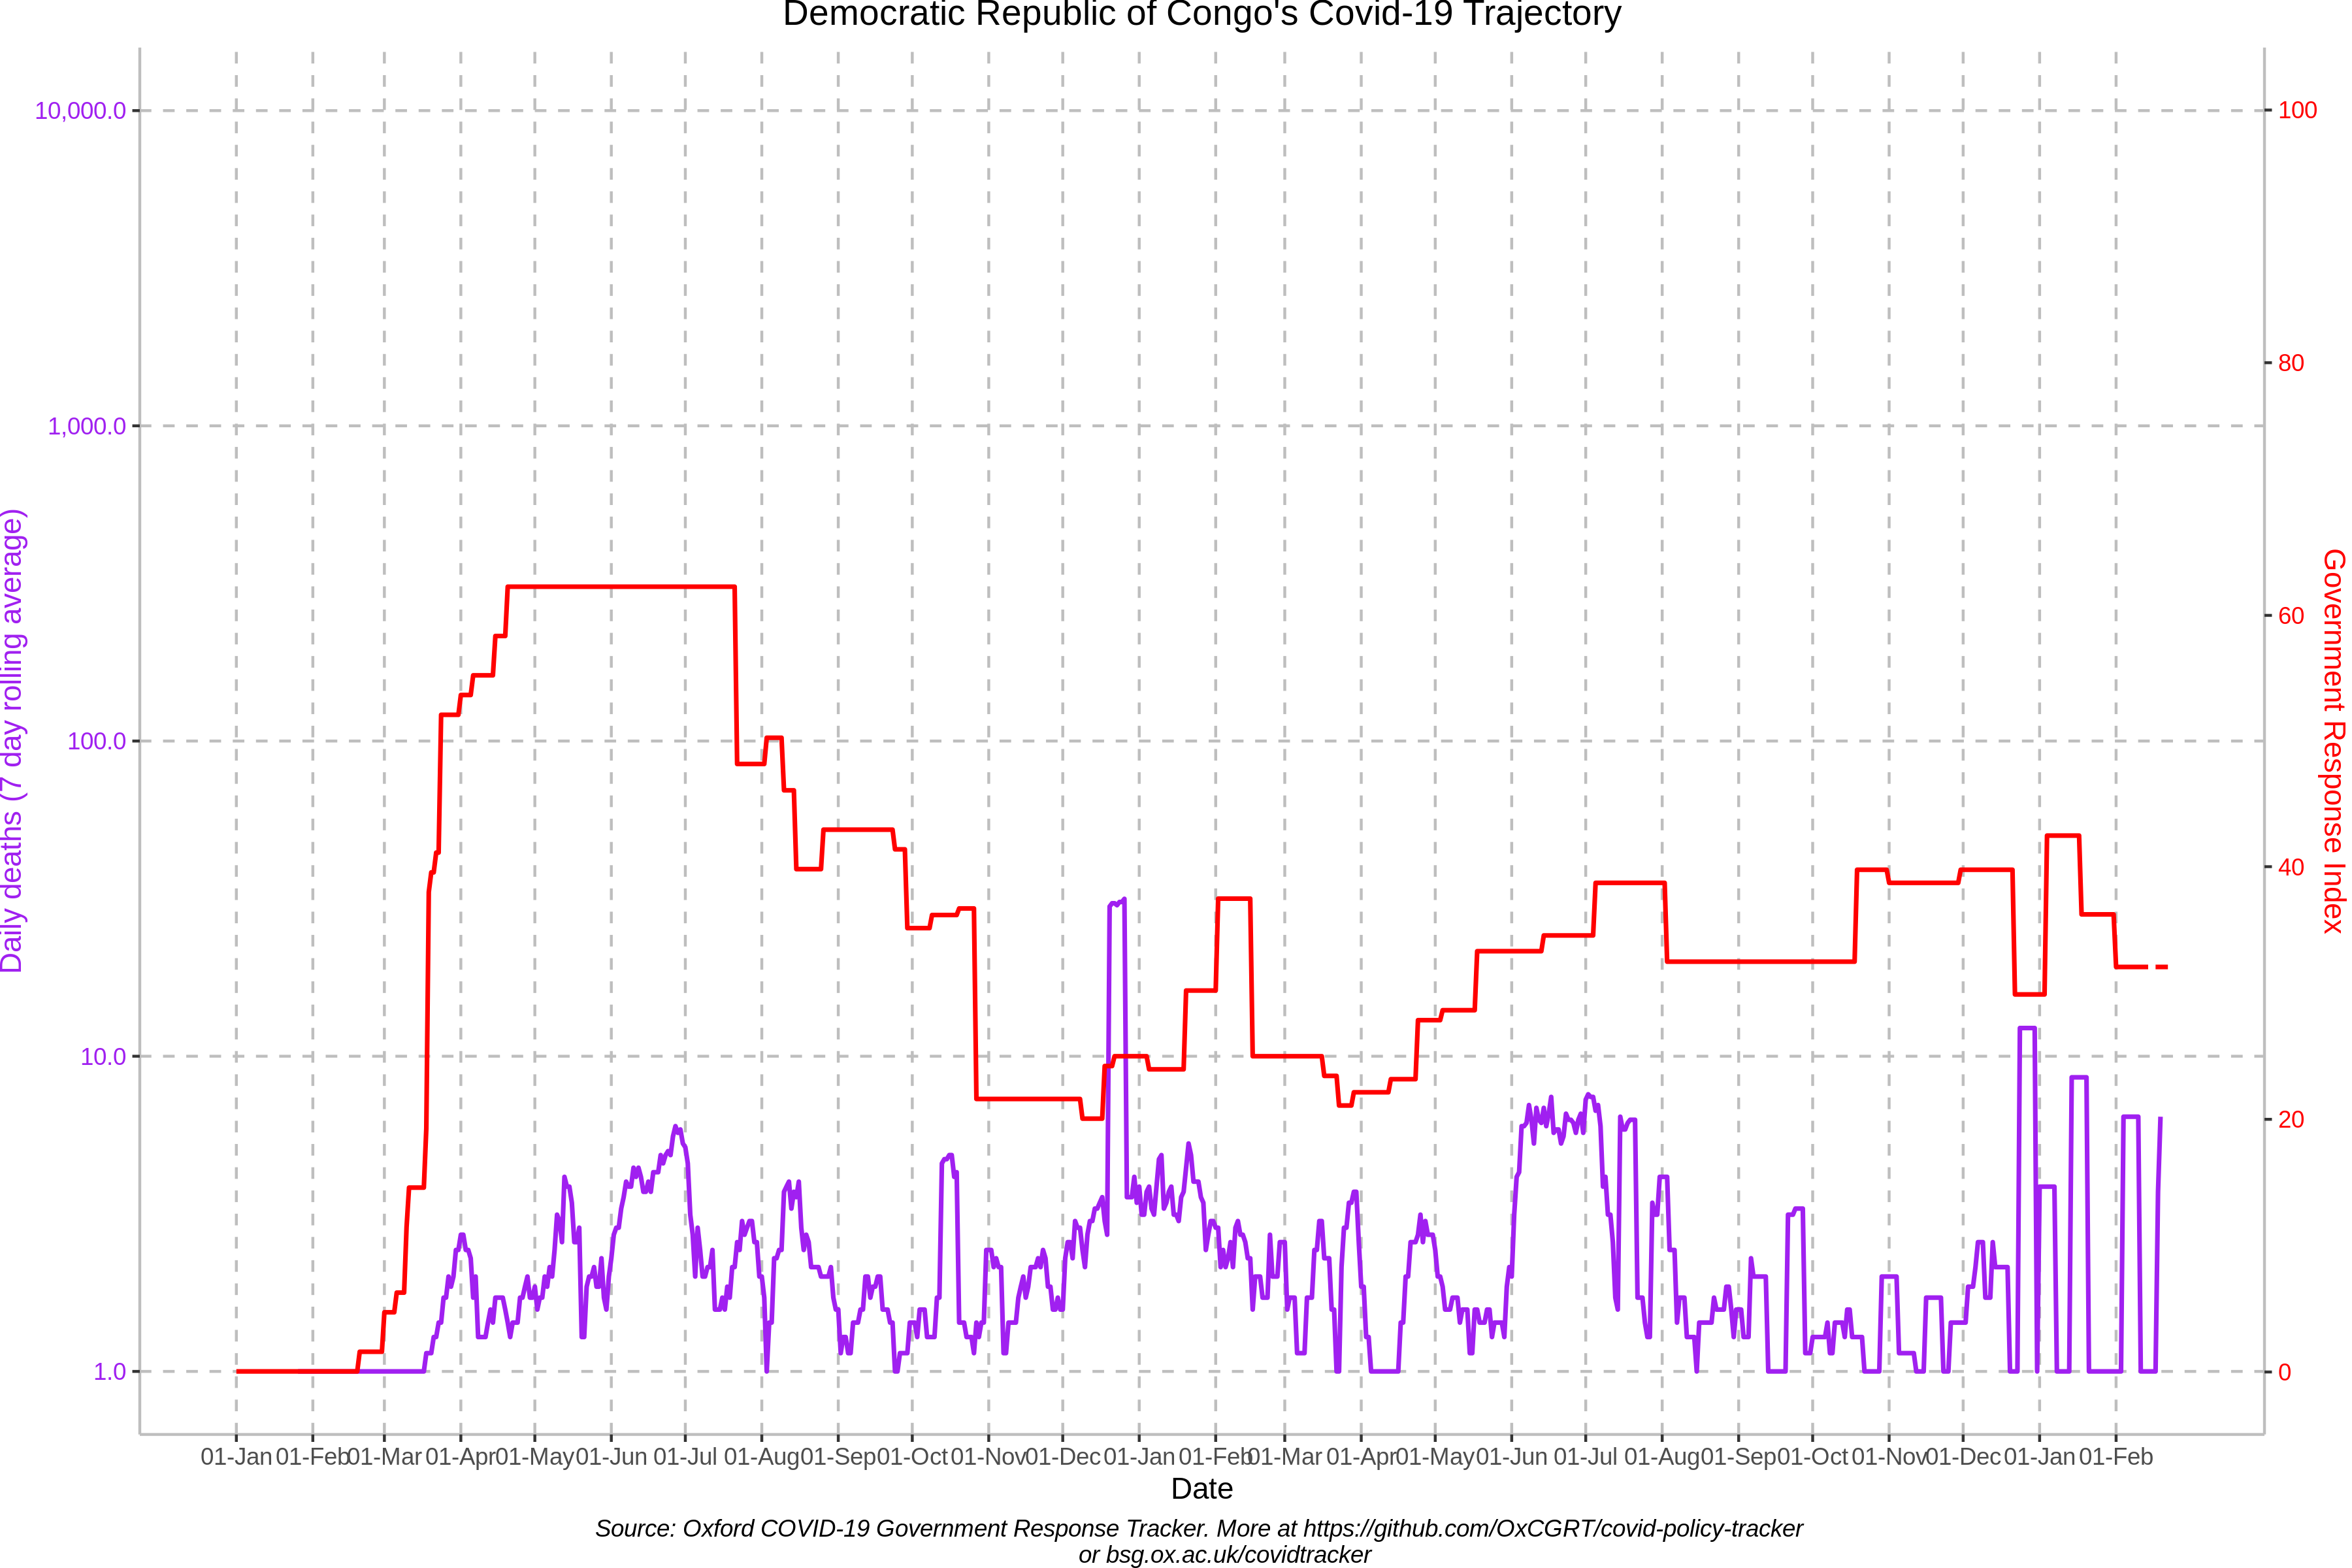 Democratic Republic of Congo's Covid-19 Trajectory
10,000.0
1,000.0
100.0
10.0
1.0
Daily deaths (7 day rolling average)
100
80
60
40
20
0
Government Response Index
01-Jan 01-Feb 01-Mar 01-Apr 01-May 01-Jun 01-Jul 01-Aug 01-Sep 01-Oct 01-Nov 01-Dec 01-Jan 01-Feb 01-Mar 01-Apr 01-May 01-Jun 01-Jul 01-Aug 01-Sep 01-Oct 01-Nov 01-Dec 01-Jan 01-Feb
Date
Source: Oxford COVID-19 Government Response Tracker. More at https://github.com/OxCGRT/covid-policy-tracker
or bsg.ox.ac.uk/covidtracker